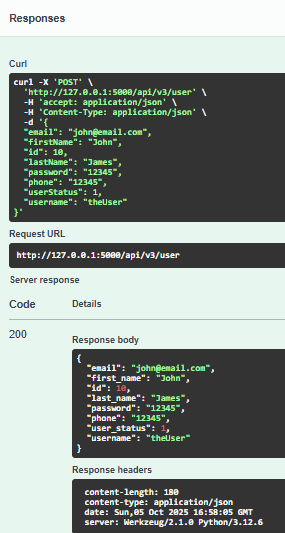 Responses
Curl
curl -X 'POST' \
  'http://127.0.0.1:5000/api/v3/user' \
  -H 'accept: application/json' \
  -H 'Content-Type: application/json' \
  -d '{
  "email": "john@email.com",
  "firstName": "John",
  "id": 10,
  "lastName": "James",
  "password": "12345",
  "phone": "12345",
  "userStatus": 1,
  "username": "theUser"
}'
Request URL
http://127.0.0.1:5000/api/v3/user
Server response
Code Details
200
Response body
{
  "email": "john@email.com",
  "first_name": "John",
  "id": 10,
  "last_name": "James",
  "password": "12345",
  "phone": "12345",
  "user_status": 1,
  "username": "theUser"
}
Response headers
content-length: 180
content-type: application/json
date: Sun,05 Oct 2025 16:58:05 GMT
server: Werkzeug/2.1.0 Python/3.12.6